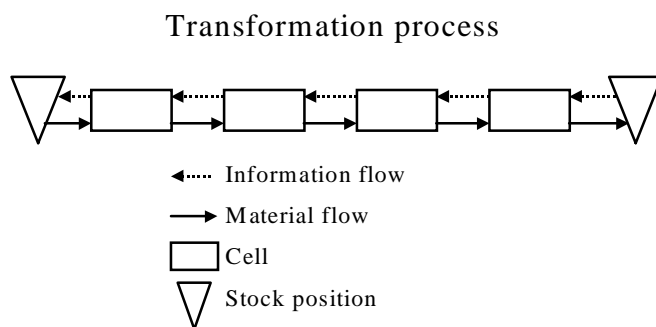 Transformation process
Information flow
Material flow
Cell
Stock position